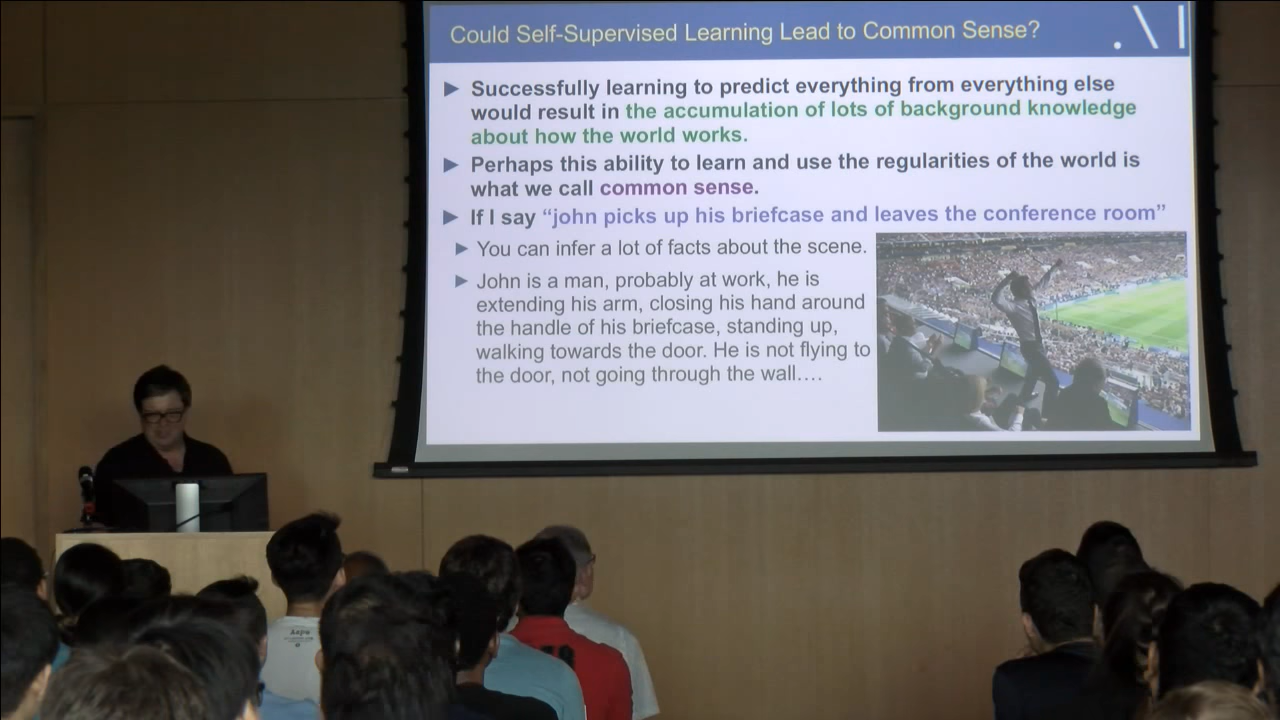 Could Self-Supervised Learning Lead to Common Sense?
Successfully learning to predict everything from everything else
would result in the accumulation of lots of background knowledge
about how the world works.
Perhaps this ability to learn and use the regularities of the world is
what we call common sense.
If I say “john picks up his briefcase and leaves the conference room”
You can infer a lot of facts about the scene.
John is a man, probably at work, he is
extending his arm, closing his hand around
the handle of his briefcase, standing up,
walking towards the door. He is not flying to
the door, not going through the wall….